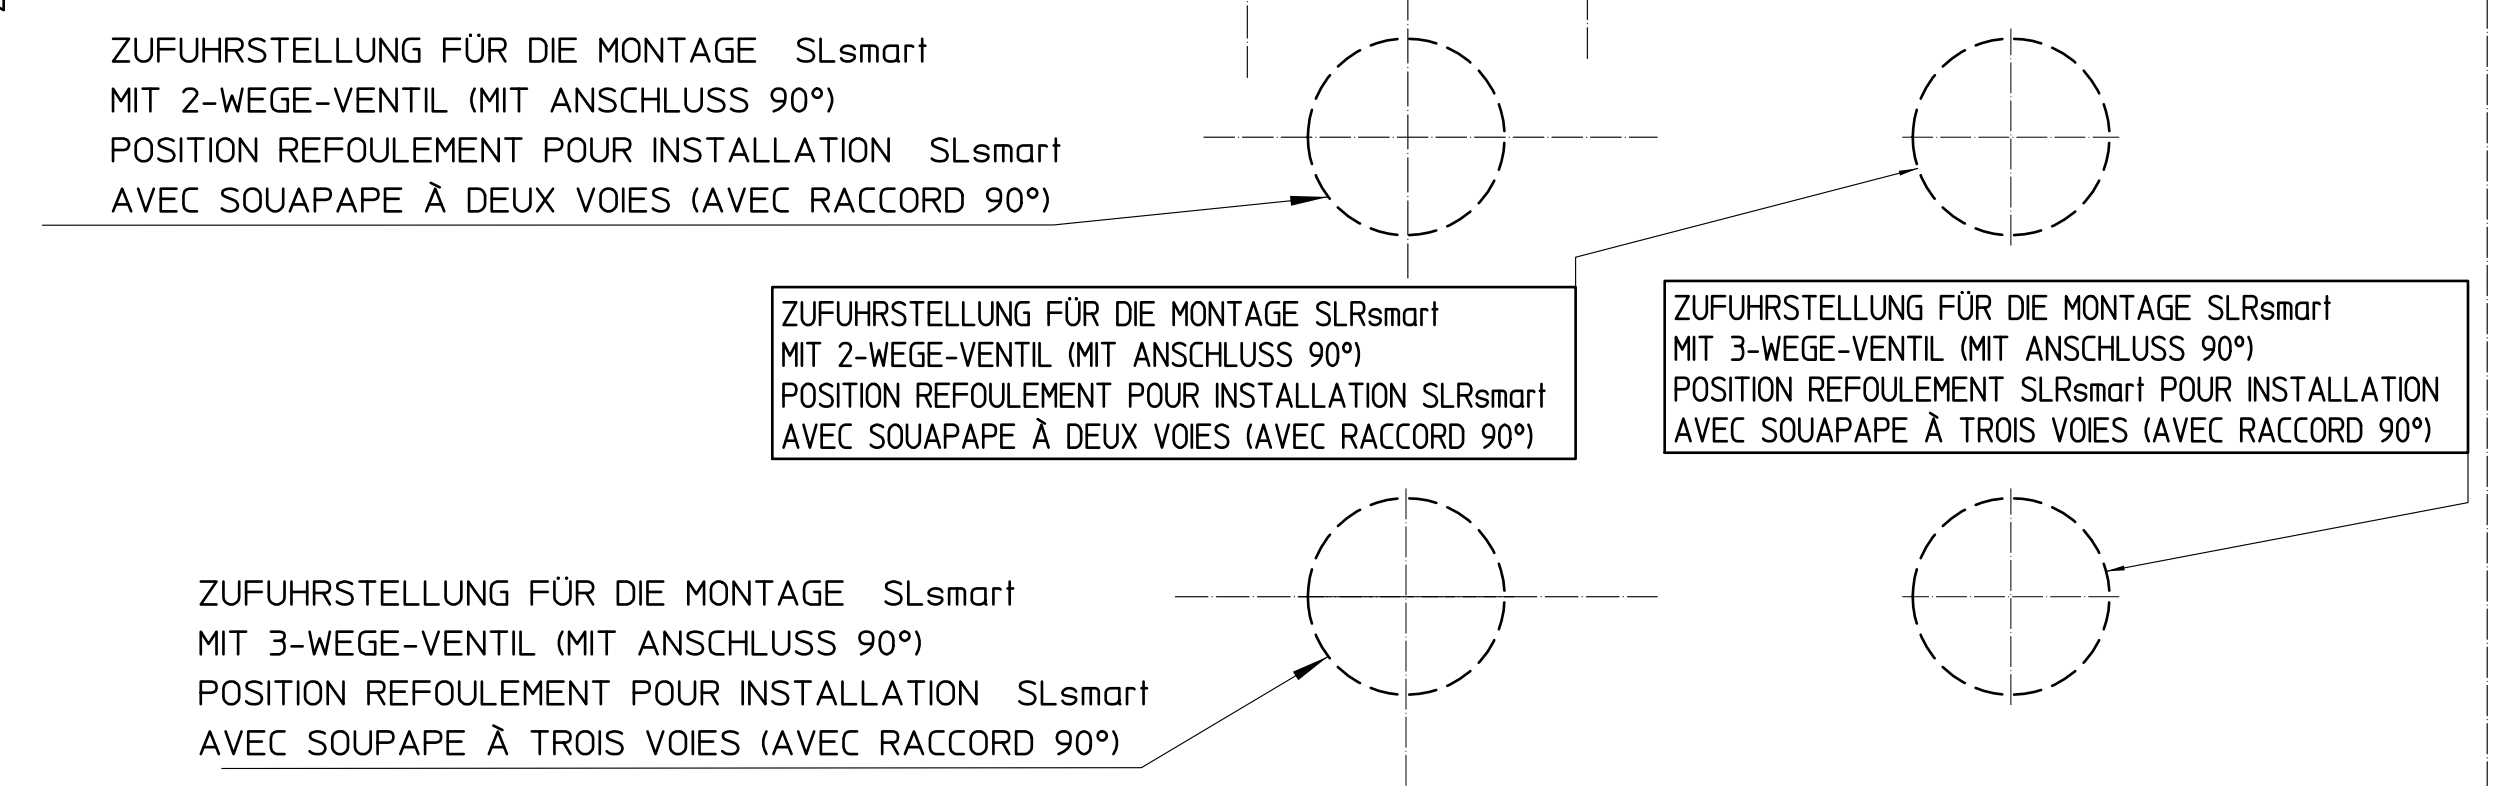 ZUFUHRSTELLUNG FÜR DIE MONTAGE SLsmart
MIT 2-WEGE-VENTIL (MIT ANSCHLUSS 90°)
POSITION REFOULEMENT POUR INSTALLATION SLsmart
AVEC SOUAPAPE À DEUX VOIES (AVEC RACCORD 90°)
ZUFUHRSTELLUNG FÜR DIE MONTAGE SLRsmart
MIT 2-WEGE-VENTIL (MIT ANSCHLUSS 90°)
POSITION REFOULEMENT POUR INSTALLATION SLRsmart
AVEC SOUAPAPE À DEUX VOIES (AVEC RACCORD 90°)
ZUFUHRSTELLUNG FÜR DIE MONTAGE SLRsmart
MIT 3-WEGE-VENTIL (MIT ANSCHLUSS 90°)
POSITION REFOULEMENT SLRsmart POUR INSTALLATION
AVEC SOUPAPE À TROIS VOIES (AVEC RACCORD 90°)
ZUFUHRSTELLUNG FÜR DIE MONTAGE SLsmart
MIT 3-WEGE-VENTIL (MIT ANSCHLUSS 90°)
POSITION REFOULEMENT POUR INSTALLATION SLsmart
AVEC SOUPAPE À TROIS VOIES (AVEC RACCORD 90°)